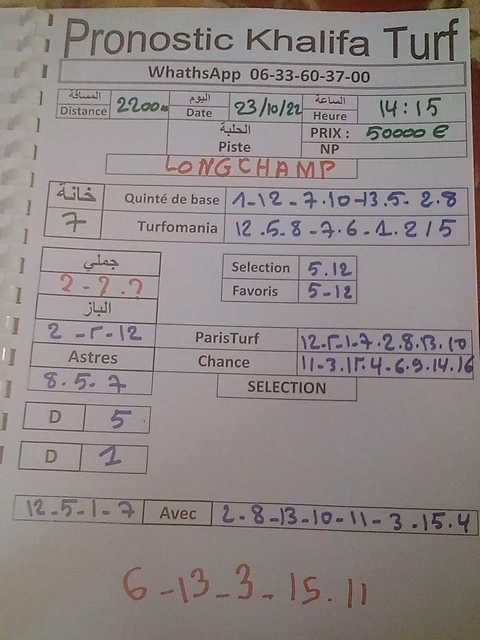 Pronostic Khalifa Turf
WhathsApp 06-33-60-37-00
المسافة
Distance 2200m
اليوم
Date 23/10/22
الساعة
Heure 14:15
الحلبة
Piste
PRIX : 50000 €
NP
LONGCHAMP
خانة
7
Quinté de base 1-12-7.10-13.5-2.8
Turfomania 12.5.8-7.6-1.2/5
جملي
2-?.?
الباز
2-5-12
Astres
8.5-7
Selection 5.12
Favoris 5-12
ParisTurf 12.5-1-7.2.8.13.10
Chance 11-3.15.4-6.9.14.16
SELECTION
D 5
D 1
12-5-1-7 Avec 2-8-13-10-11-3.15.4
6-13-3-15.11